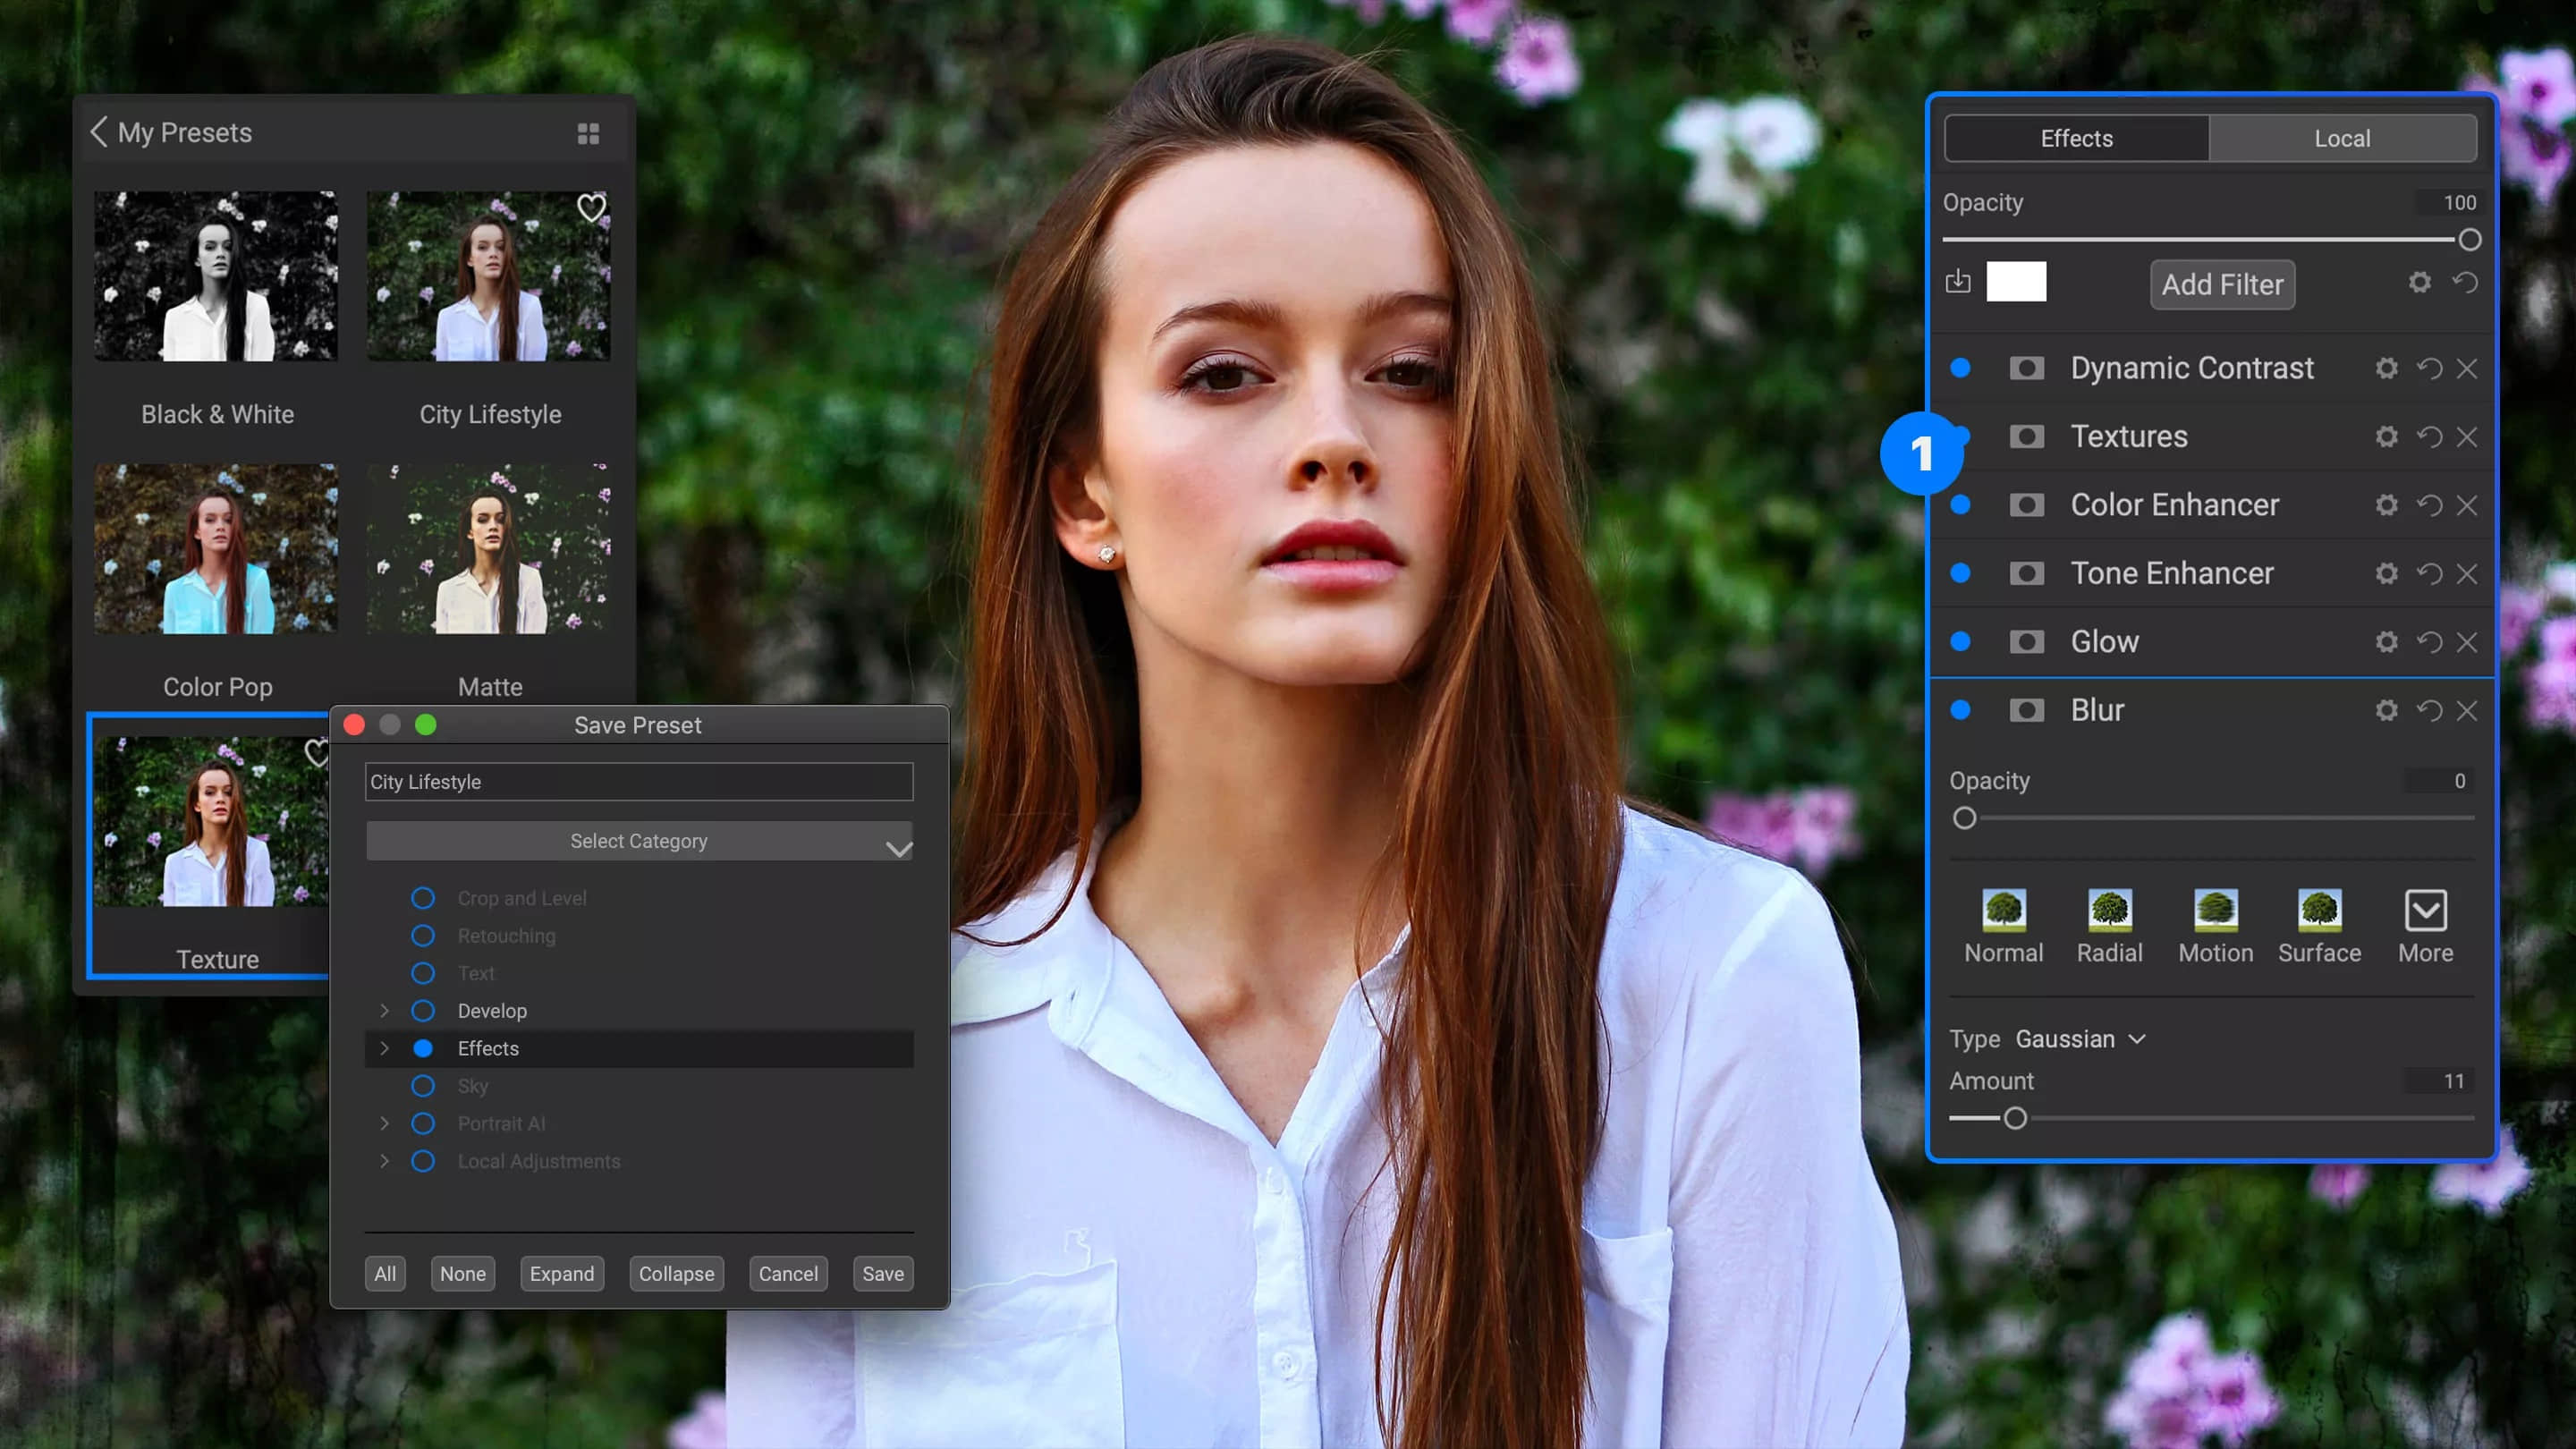 My Presets
Black & White
City Lifestyle
Color Pop
Matte
Texture
Save Preset
City Lifestyle
Select Category
Crop and Level
Retouching
Text
Develop
Effects
Sky
Portrait AI
Local Adjustments
All None Expand Collapse Cancel Save
Effects Local
Opacity 100
Add Filter
1
Dynamic Contrast
Textures
Color Enhancer
Tone Enhancer
Glow
Blur
Opacity 0
Normal Radial Motion Surface More
Type Gaussian
Amount 11